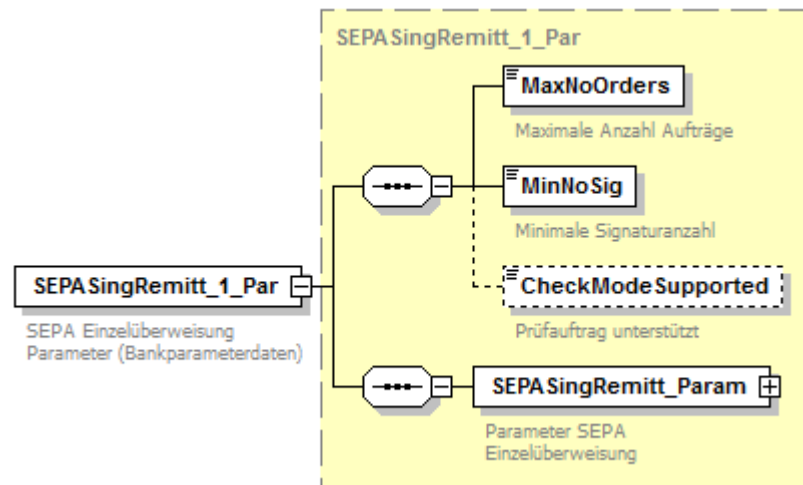 SEPASingRemitt_1_Par
MaxNoOrders
Maximale Anzahl Aufträge
MinNoSig
Minimale Signaturanzahl
SEPASingRemitt_1_Par
CheckModeSupported
SEPA Einzelüberweisung
Parameter (Bankparameterdaten)
Prüfauftrag unterstützt
SEPASingRemitt_Param
Parameter SEPA
Einzelüberweisung